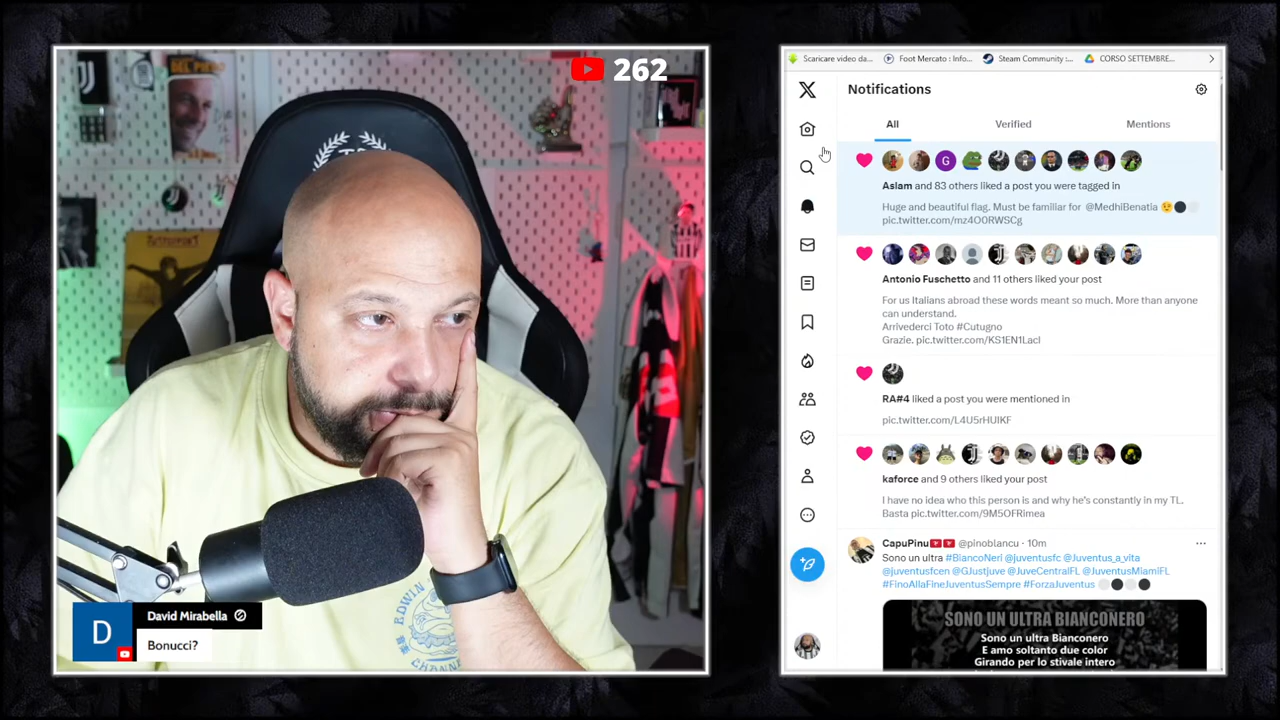 DEL PIERO
262
David Mirabella
D
Bonucci?
EDWIN
CHANNEL
Scaricare video da...
Foot Mercato : Info...
Steam Community :...
CORSO SETTEMBRE...
Notifications
All
Verified
Mentions
G
Aslam and 83 others liked a post you were tagged in
Huge and beautiful flag. Must be familiar for @MedhiBenatia 😉⚫⚪
pic.twitter.com/mz4O0RWSCg
Antonio Fuschetto and 11 others liked your post
For us Italians abroad these words meant so much. More than anyone
can understand.
Arrivederci Toto #Cutugno
Grazie. pic.twitter.com/KS1EN1LacI
RA#4 liked a post you were mentioned in
pic.twitter.com/L4U5rHUIKF
kaforce and 9 others liked your post
I have no idea who this person is and why he's constantly in my TL.
Basta pic.twitter.com/9M5OFRimea
CapuPinu @pinoblancu · 10m
Sono un ultra #BiancoNeri @juventusfc @Juventus_a_vita
@juventusfcen @GJustjuve @JuveCentralFL @JuventusMiamiFL
#FinoAllaFineJuventusSempre #ForzaJuventus ⚪⚫⚪⚫
SONO UN ULTRA BIANCONERO
Sono un ultra Bianconero
E amo soltanto due color
Girando per lo stivale intero